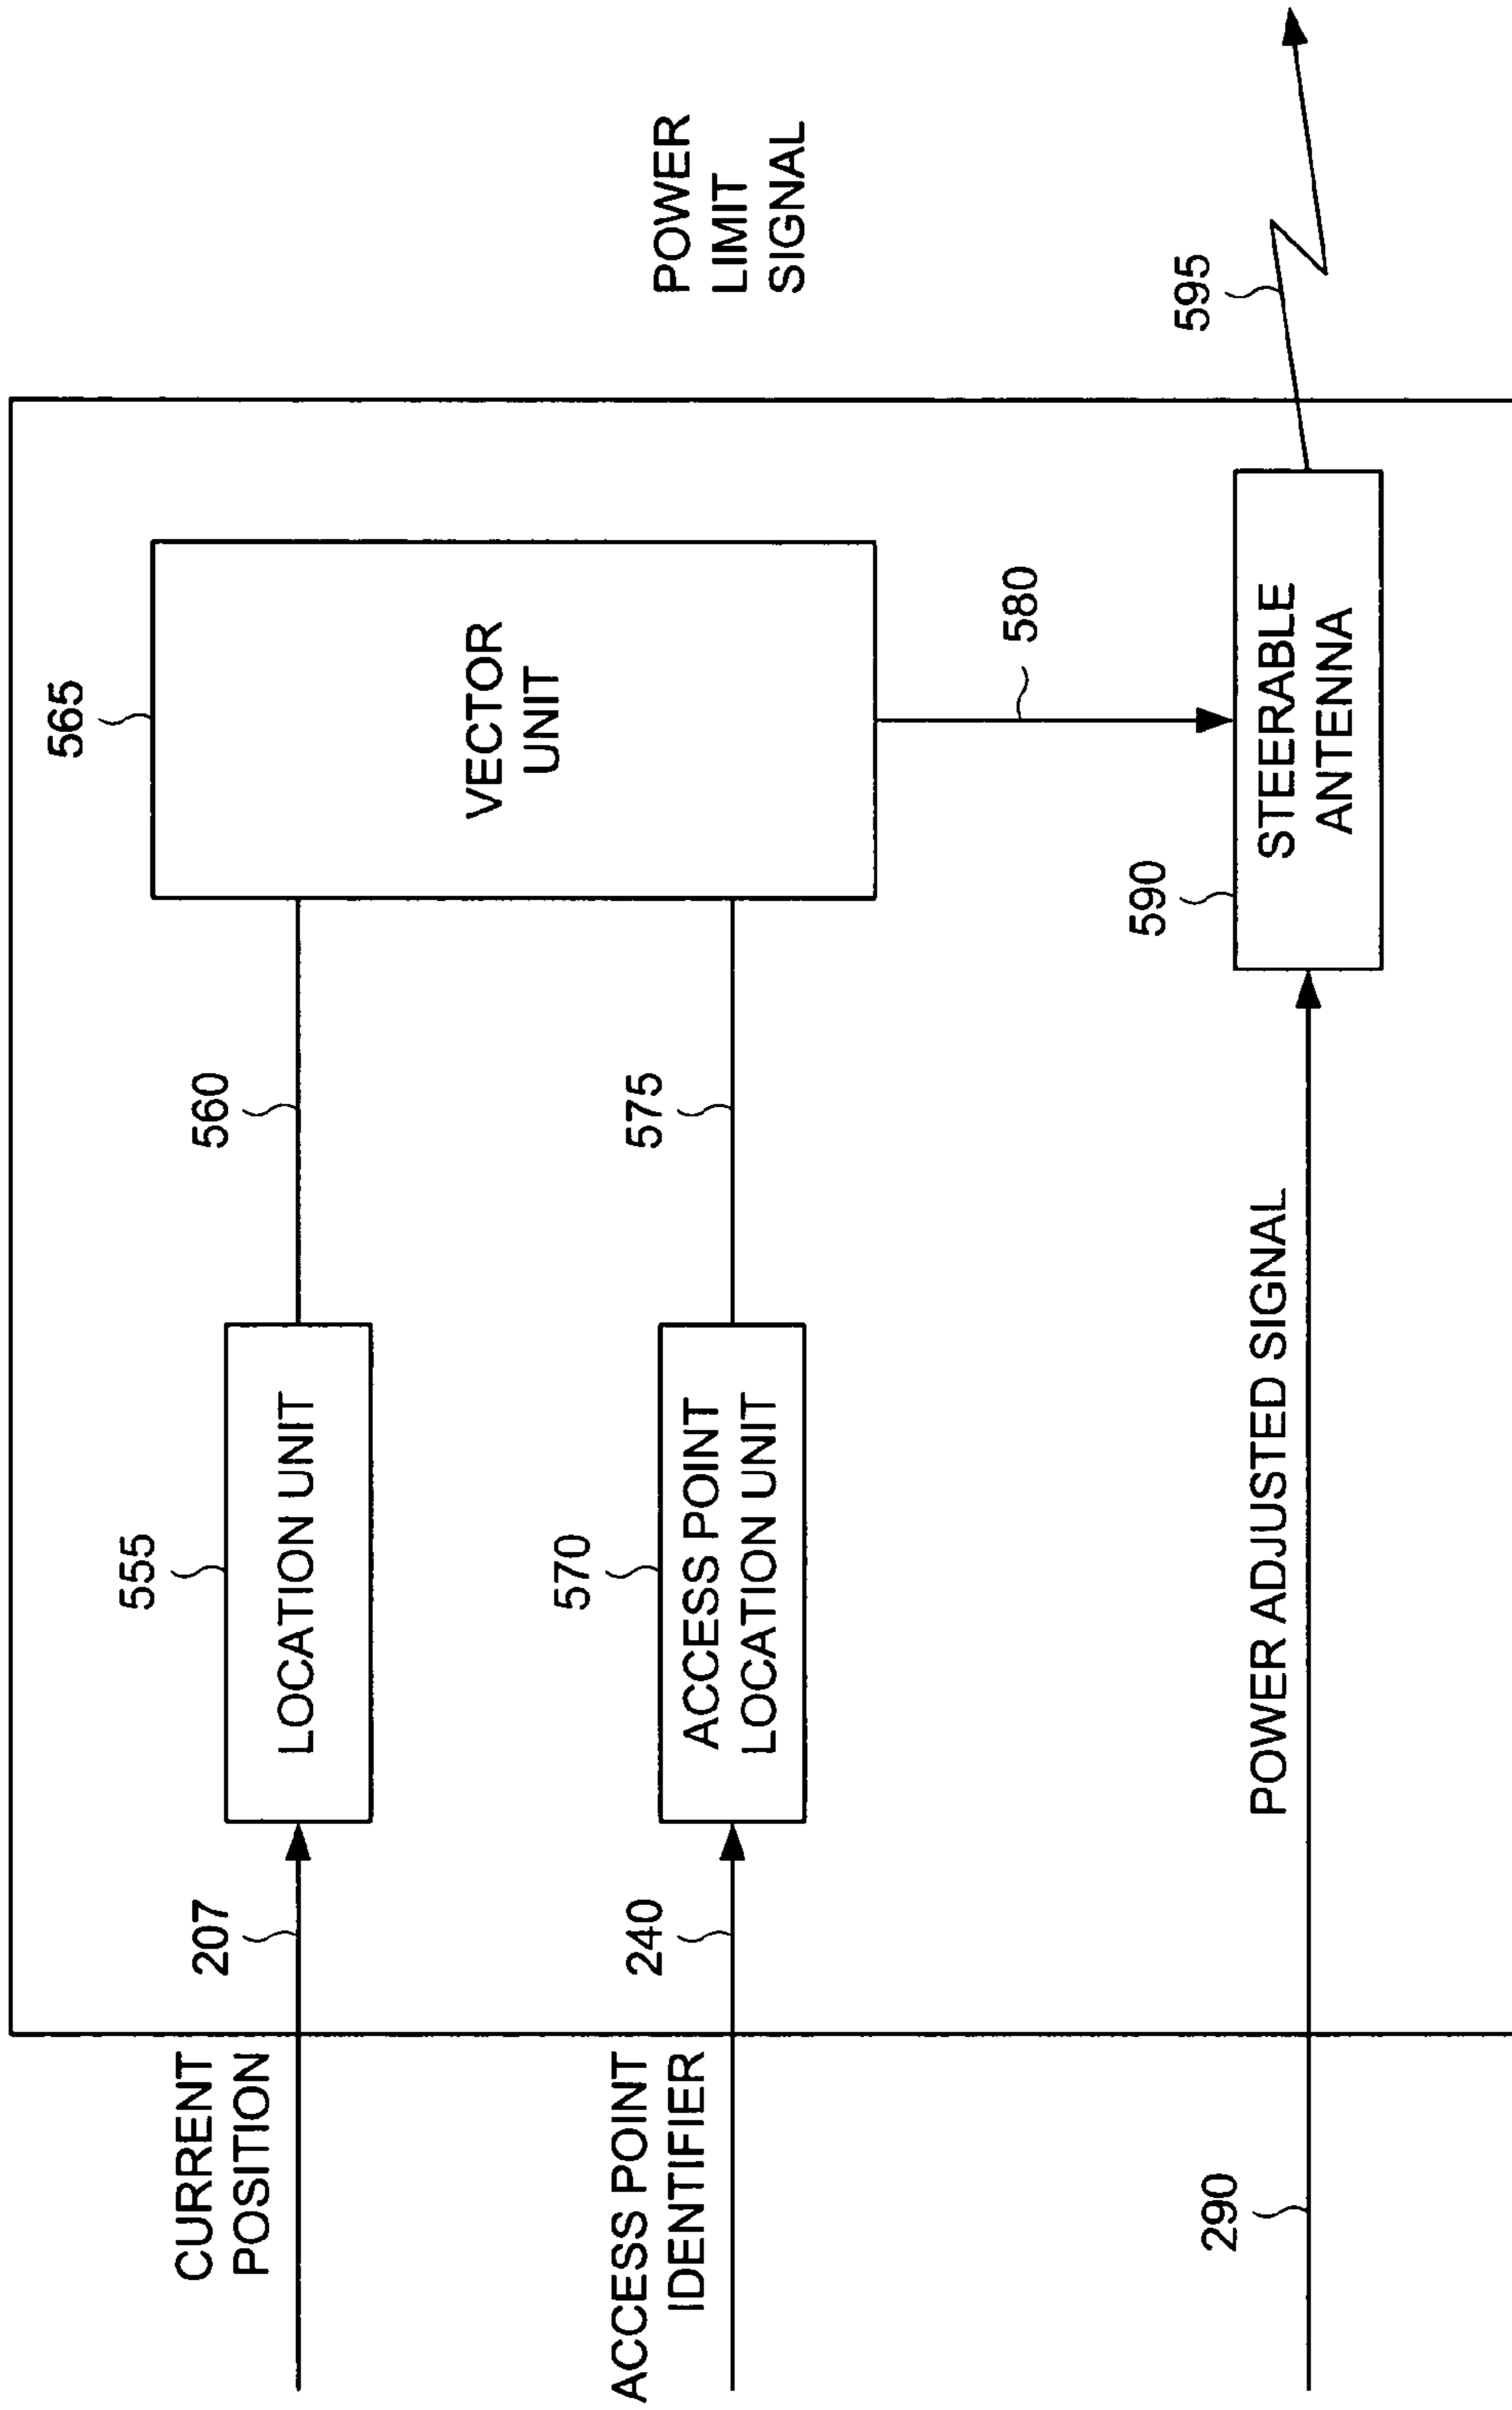 CURRENT
POSITION
207
555
LOCATION UNIT
560
565
VECTOR
UNIT
POWER
LIMIT
SIGNAL
ACCESS POINT
IDENTIFIER
240
570
ACCESS POINT
LOCATION UNIT
575
580
290
POWER ADJUSTED SIGNAL
590
STEERABLE
ANTENNA
595